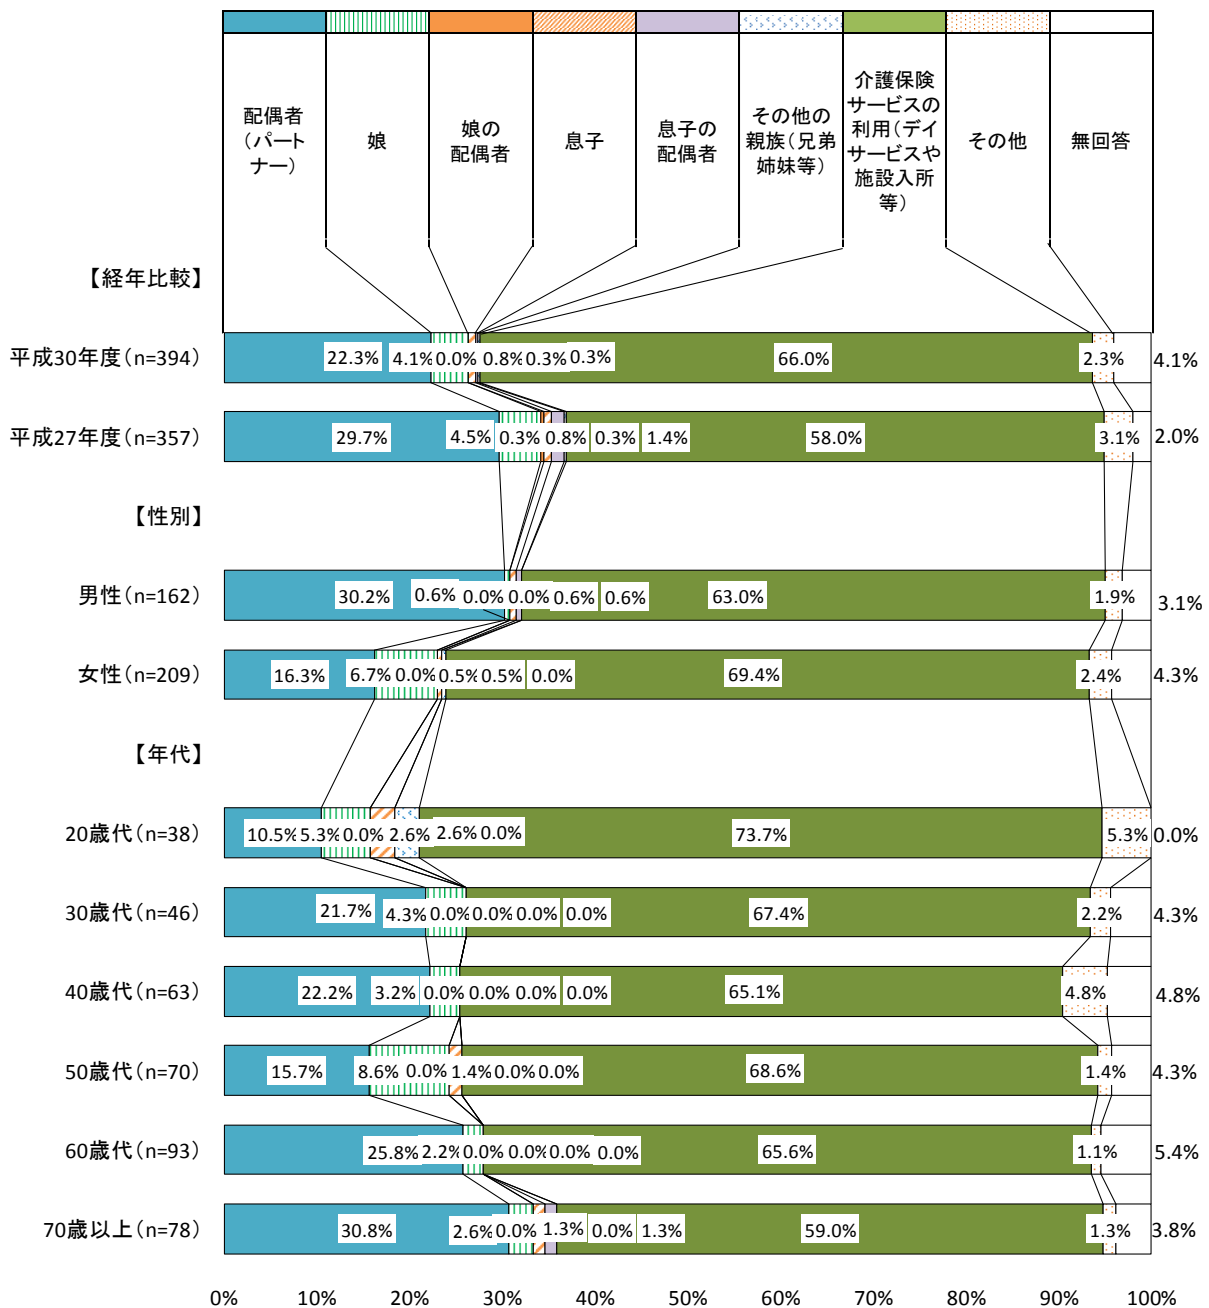 配偶者
（パート
ナー）
娘
娘の
配偶者
息子
息子の
配偶者
その他の
親族（兄弟
姉妹等）
介護保険
サービスの
利用（デイ
サービスや
施設入所
等）
その他
無回答
【経年比較】
平成30年度（n=394） 22.3% 4.1% 0.0% 0.8% 0.3% 0.3% 66.0% 2.3% 4.1%
平成27年度（n=357） 29.7% 4.5% 0.3% 0.8% 0.3% 1.4% 58.0% 3.1% 2.0%
【性別】
男性（n=162） 30.2% 0.6% 0.0% 0.0% 0.6% 0.6% 63.0% 1.9% 3.1%
女性（n=209） 16.3% 6.7% 0.0% 0.5% 0.5% 0.0% 69.4% 2.4% 4.3%
【年代】
20歳代（n=38） 10.5% 5.3% 0.0% 2.6% 2.6% 0.0% 73.7% 5.3% 0.0%
30歳代（n=46） 21.7% 4.3% 0.0% 0.0% 0.0% 0.0% 67.4% 2.2% 4.3%
40歳代（n=63） 22.2% 3.2% 0.0% 0.0% 0.0% 0.0% 65.1% 4.8% 4.8%
50歳代（n=70） 15.7% 8.6% 0.0% 1.4% 0.0% 0.0% 68.6% 1.4% 4.3%
60歳代（n=93） 25.8% 2.2% 0.0% 0.0% 0.0% 0.0% 65.6% 1.1% 5.4%
70歳以上（n=78） 30.8% 2.6% 0.0% 1.3% 0.0% 1.3% 59.0% 1.3% 3.8%
0% 10% 20% 30% 40% 50% 60% 70% 80% 90% 100%